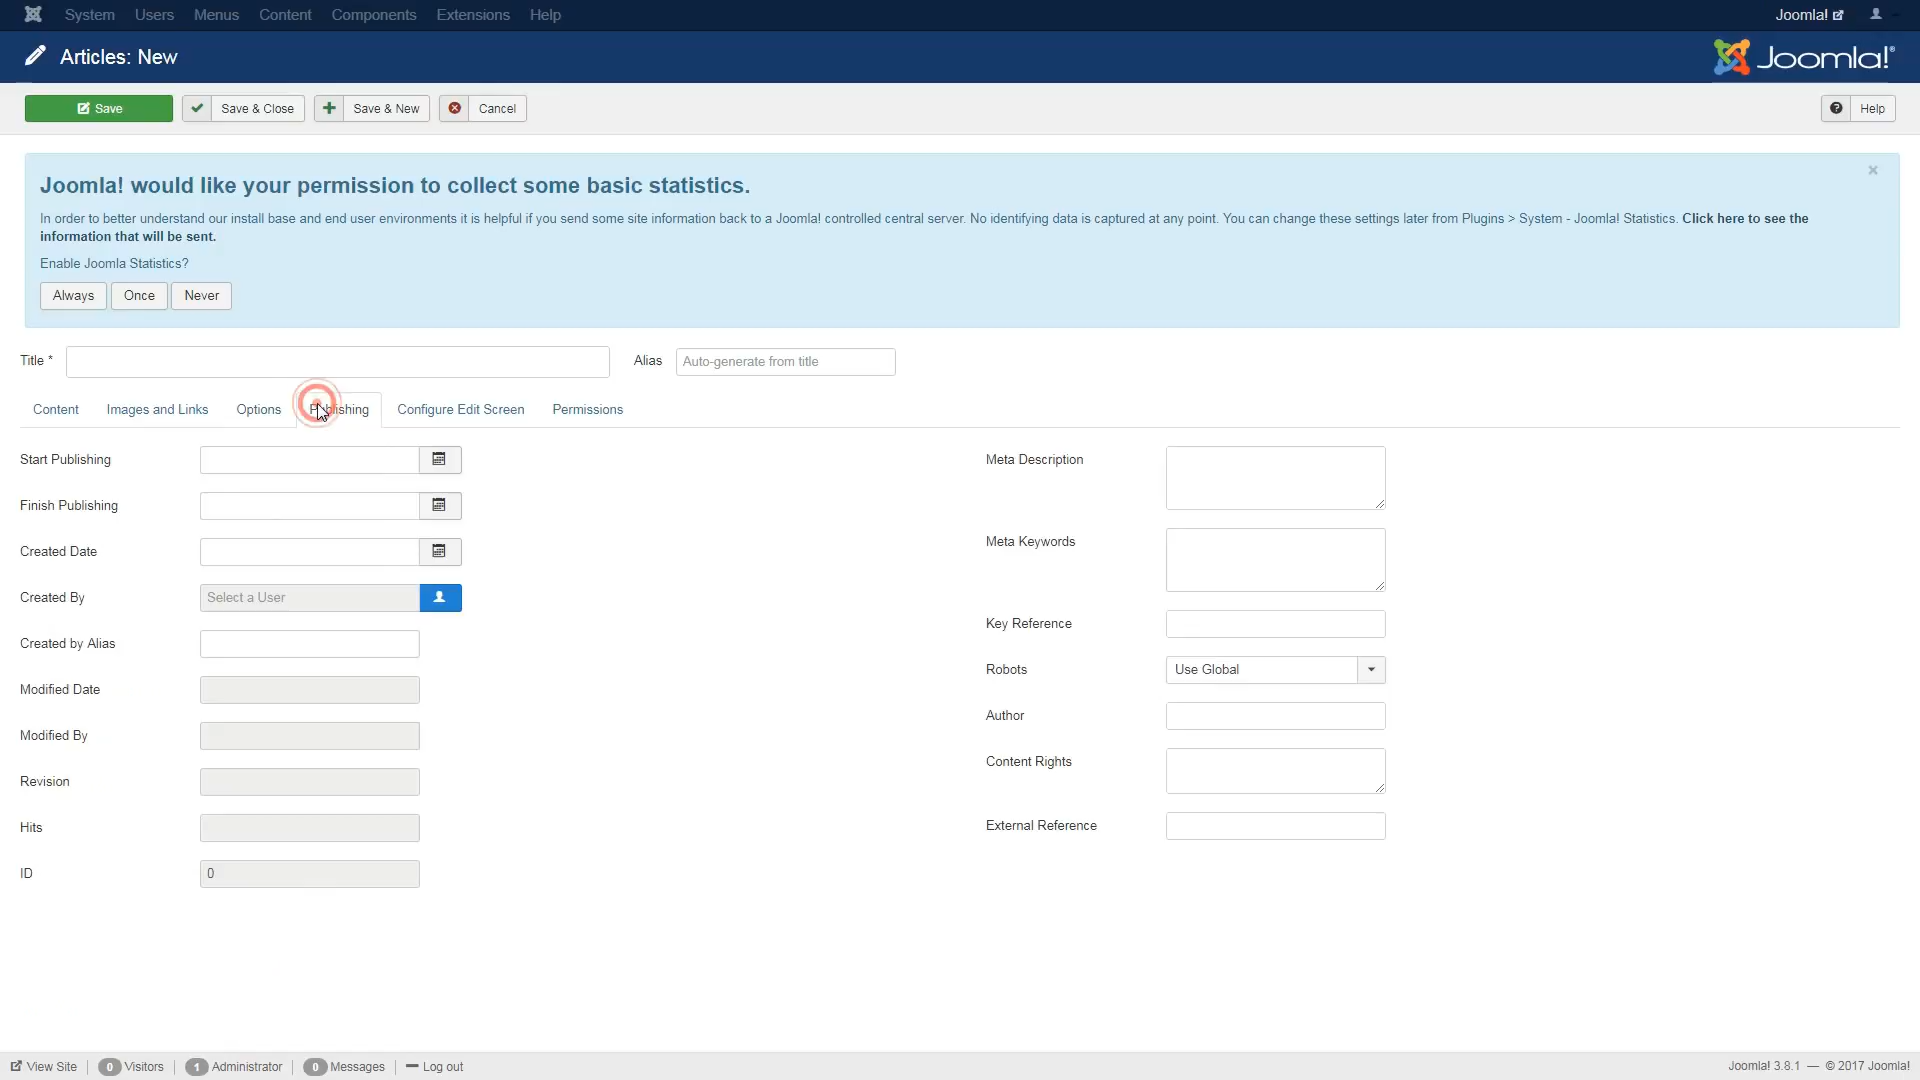 System Users Menus Content Components Extensions Help Joomla!
Articles: New Joomla!®
Save Save & Close Save & New Cancel Help
Joomla! would like your permission to collect some basic statistics. ×
In order to better understand our install base and end user environments it is helpful if you send some site information back to a Joomla! controlled central server. No identifying data is captured at any point. You can change these settings later from Plugins > System - Joomla! Statistics. Click here to see the
information that will be sent.
Enable Joomla Statistics?
Always Once Never
Title * Alias Auto-generate from title
Content Images and Links Options Publishing Configure Edit Screen Permissions
Start Publishing
Finish Publishing
Created Date
Created By Select a User
Created by Alias
Modified Date
Modified By
Revision
Hits
ID 0
Meta Description
Meta Keywords
Key Reference
Robots Use Global
Author
Content Rights
External Reference
View Site 0 Visitors 1 Administrator 0 Messages Log out Joomla! 3.8.1 — © 2017 Joomla!